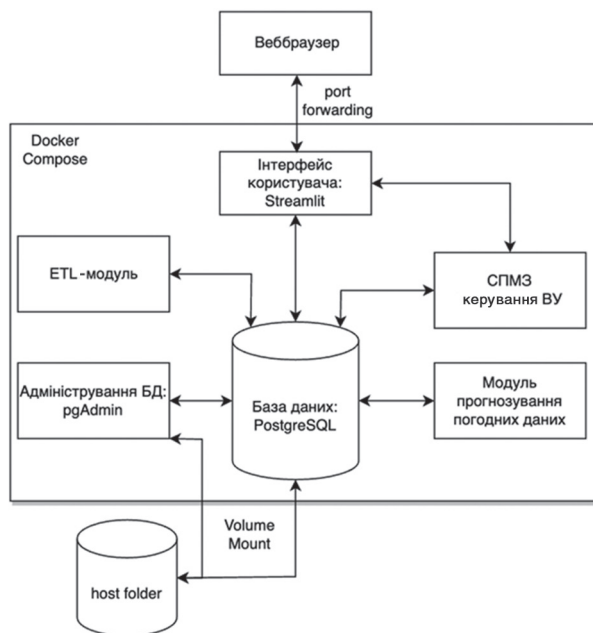 Веббраузер
port
forwarding
Docker
Compose
Інтерфейс
користувача:
Streamlit
ETL-модуль
СПМЗ
керування ВУ
Адміністрування БД:
pgAdmin
База даних:
PostgreSQL
Модуль
прогнозування
погодних даних
Volume
Mount
host folder